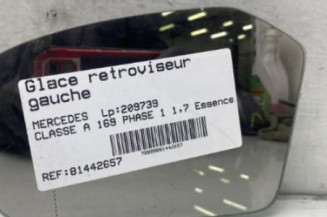 Glace retroviseur
gauche
MERCEDES Lp:209739
CLASSE A 169 PHASE 1 1,7 Essence
REF:81442657